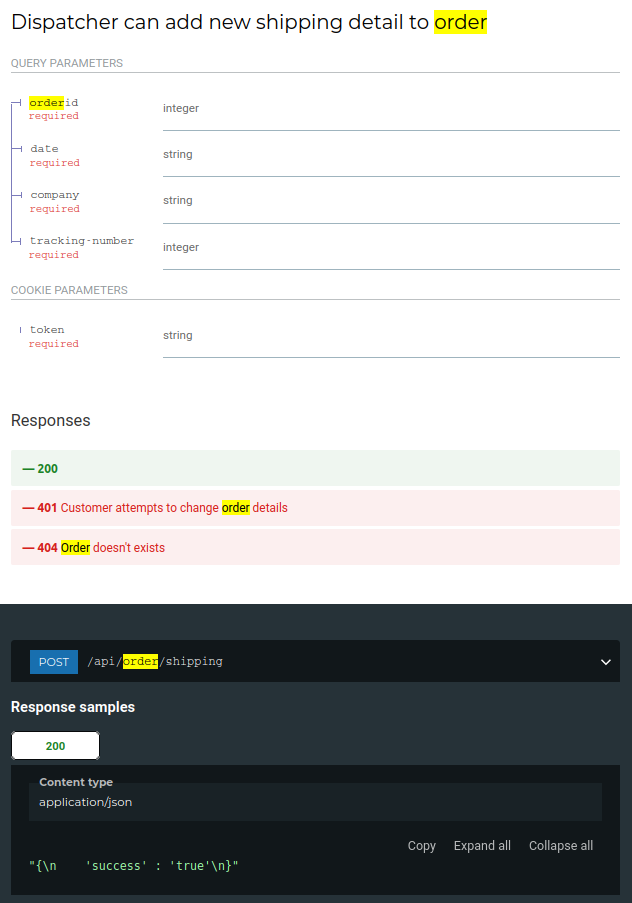 Dispatcher can add new shipping detail to order
QUERY PARAMETERS
orderid
required
integer
date
required
string
company
required
string
tracking-number
required
integer
COOKIE PARAMETERS
token
required
string
Responses
— 200
— 401 Customer attempts to change order details
— 404 Order doesn't exists
POST /api/order/shipping
Response samples
200
Content type
application/json
Copy Expand all Collapse all
"{\n    'success' : 'true'\n}"